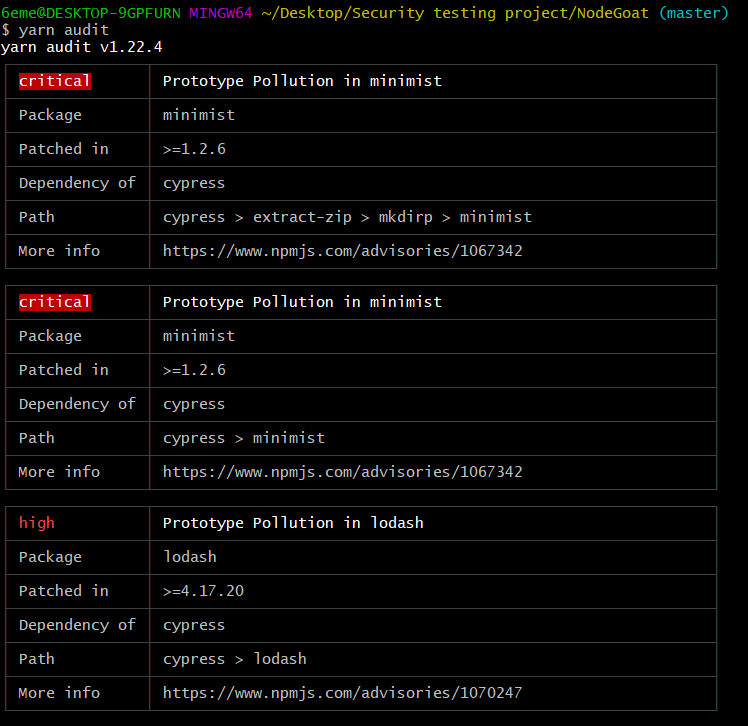 6eme@DESKTOP-9GPFURN MINGW64 ~/Desktop/Security testing project/NodeGoat (master)
$ yarn audit
yarn audit v1.22.4
critical Prototype Pollution in minimist
Package minimist
Patched in >=1.2.6
Dependency of cypress
Path cypress > extract-zip > mkdirp > minimist
More info https://www.npmjs.com/advisories/1067342
critical Prototype Pollution in minimist
Package minimist
Patched in >=1.2.6
Dependency of cypress
Path cypress > minimist
More info https://www.npmjs.com/advisories/1067342
high Prototype Pollution in lodash
Package lodash
Patched in >=4.17.20
Dependency of cypress
Path cypress > lodash
More info https://www.npmjs.com/advisories/1070247